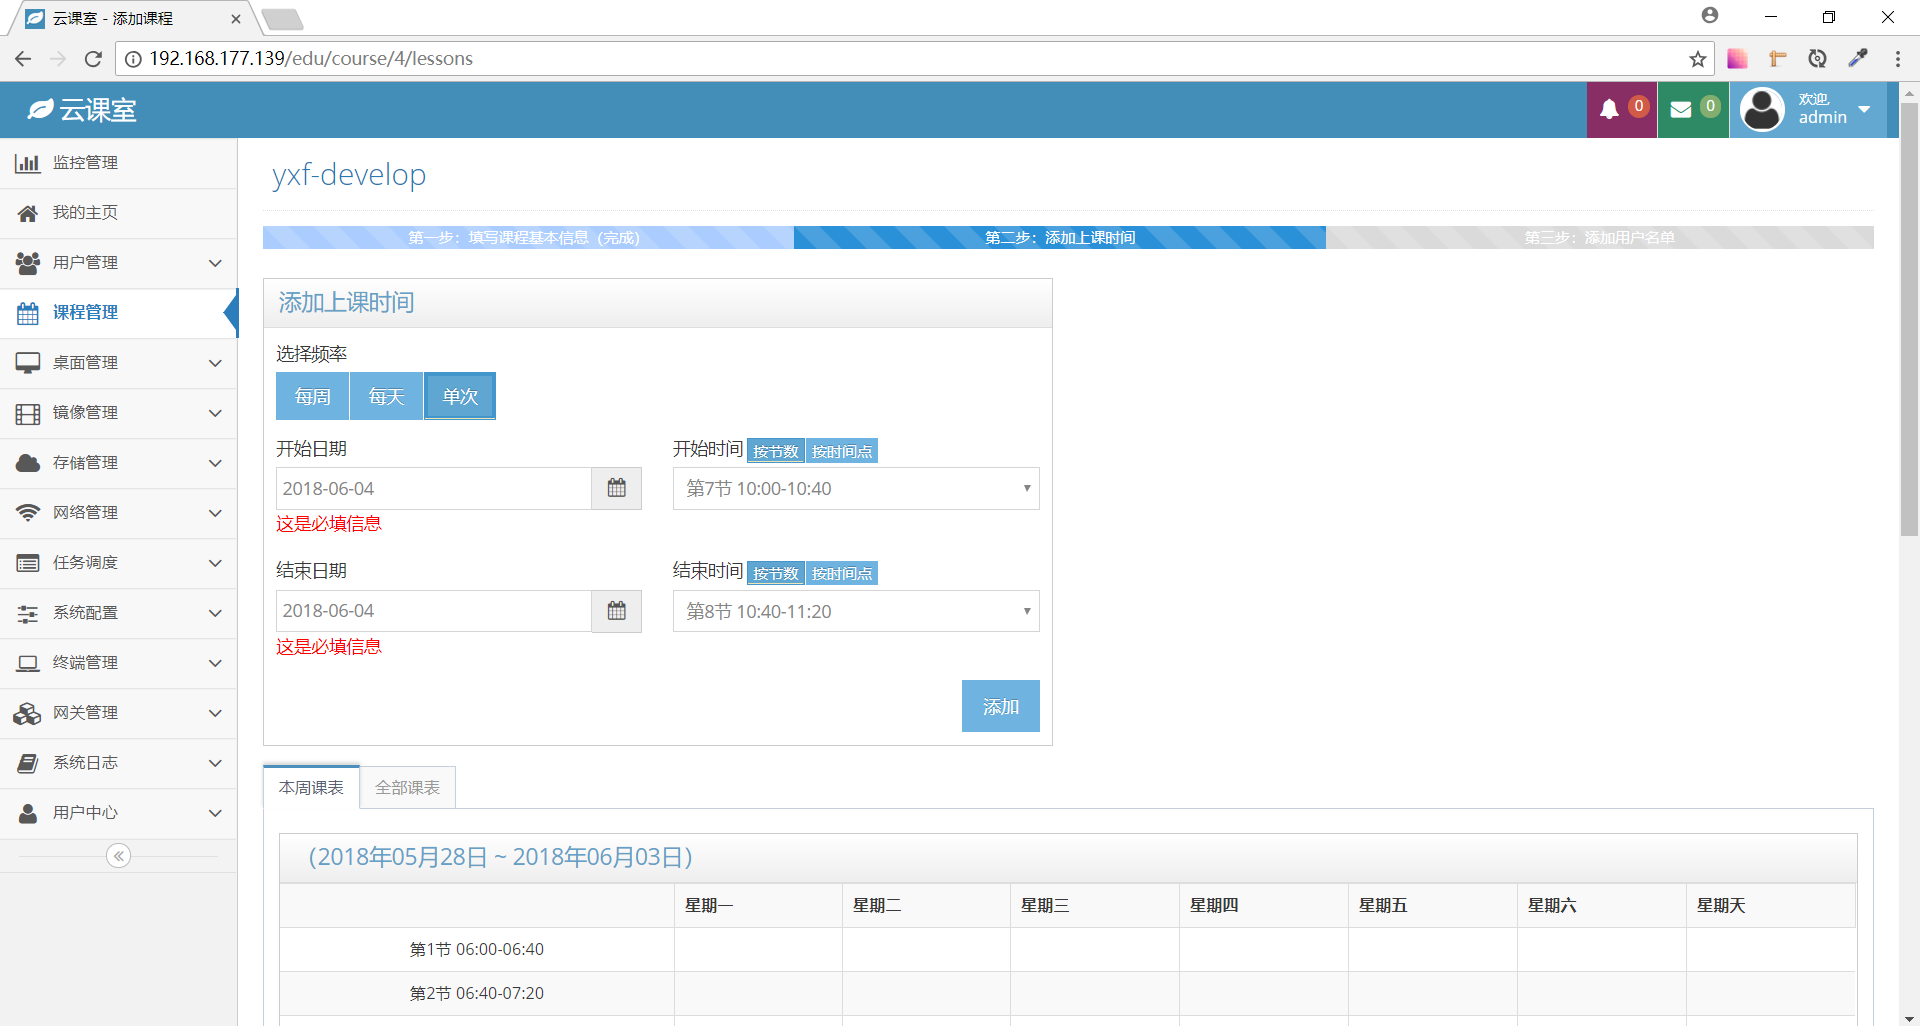 云课室 - 添加课程
192.168.177.139/edu/course/4/lessons
云课室
0
0
欢迎,
admin
监控管理
我的主页
用户管理
课程管理
桌面管理
镜像管理
存储管理
网络管理
任务调度
系统配置
终端管理
网关管理
系统日志
用户中心
yxf-develop
第一步：填写课程基本信息（完成）
第二步：添加上课时间
第三步：添加用户名单
添加上课时间
选择频率
每周 每天 单次
开始日期
2018-06-04
这是必填信息
开始时间 按节数 按时间点
第7节 10:00-10:40
结束日期
2018-06-04
这是必填信息
结束时间 按节数 按时间点
第8节 10:40-11:20
添加
本周课表 全部课表
(2018年05月28日 ~ 2018年06月03日)
星期一 星期二 星期三 星期四 星期五 星期六 星期天
第1节 06:00-06:40
第2节 06:40-07:20